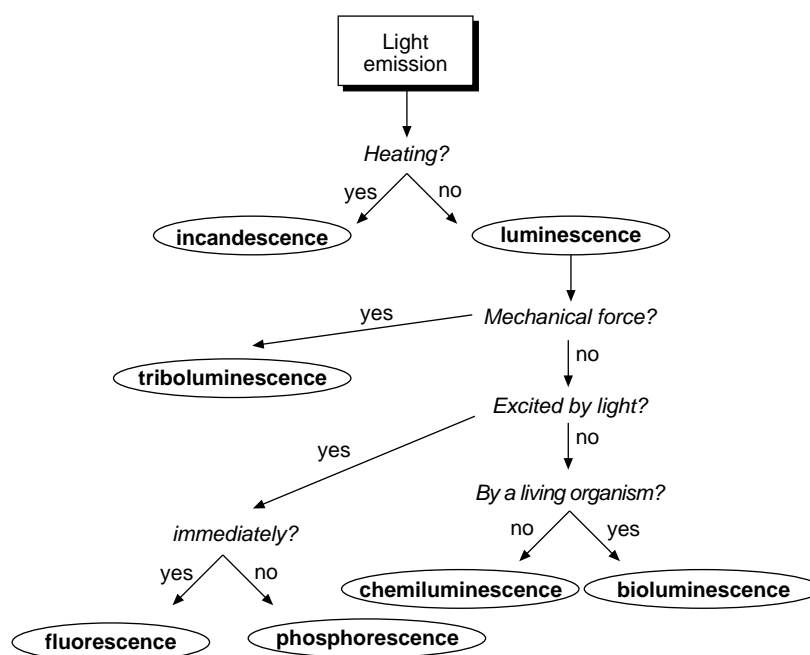 Light
emission
Heating?
yes
no
incandescence
luminescence
yes
Mechanical force?
no
triboluminescence
Excited by light?
yes
no
By a living organism?
immediately?
no
yes
yes
no
chemiluminescence
bioluminescence
fluorescence
phosphorescence